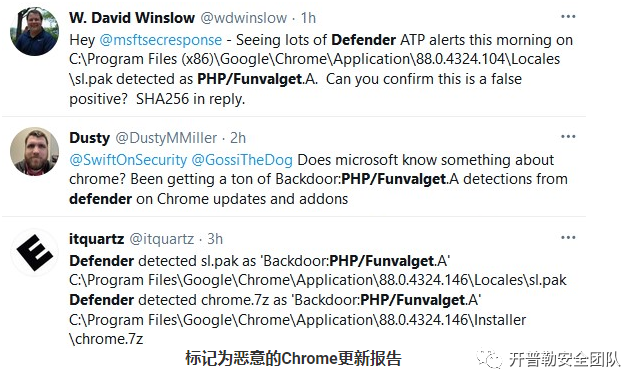 W. David Winslow @wdwinslow · 1h
Hey @msftsecresponse - Seeing lots of Defender ATP alerts this morning on
C:\Program Files (x86)\Google\Chrome\Application\88.0.4324.104\Locales
\sl.pak detected as PHP/Funvalget.A. Can you confirm this is a false
positive? SHA256 in reply.
Dusty @DustyMMiller · 2h
@SwiftOnSecurity @GossiTheDog Does microsoft know something about
chrome? Been getting a ton of Backdoor:PHP/Funvalget.A detections from
defender on Chrome updates and addons
itquartz @itquartz · 3h
Defender detected sl.pak as 'Backdoor:PHP/Funvalget.A'
C:\Program Files\Google\Chrome\Application\88.0.4324.146\Locales\sl.pak
Defender detected chrome.7z as 'Backdoor:PHP/Funvalget.A'
C:\Program Files\Google\Chrome\Application\88.0.4324.146\Installer
\chrome.7z
标记为恶意的Chrome更新报告
开普勒安全团队